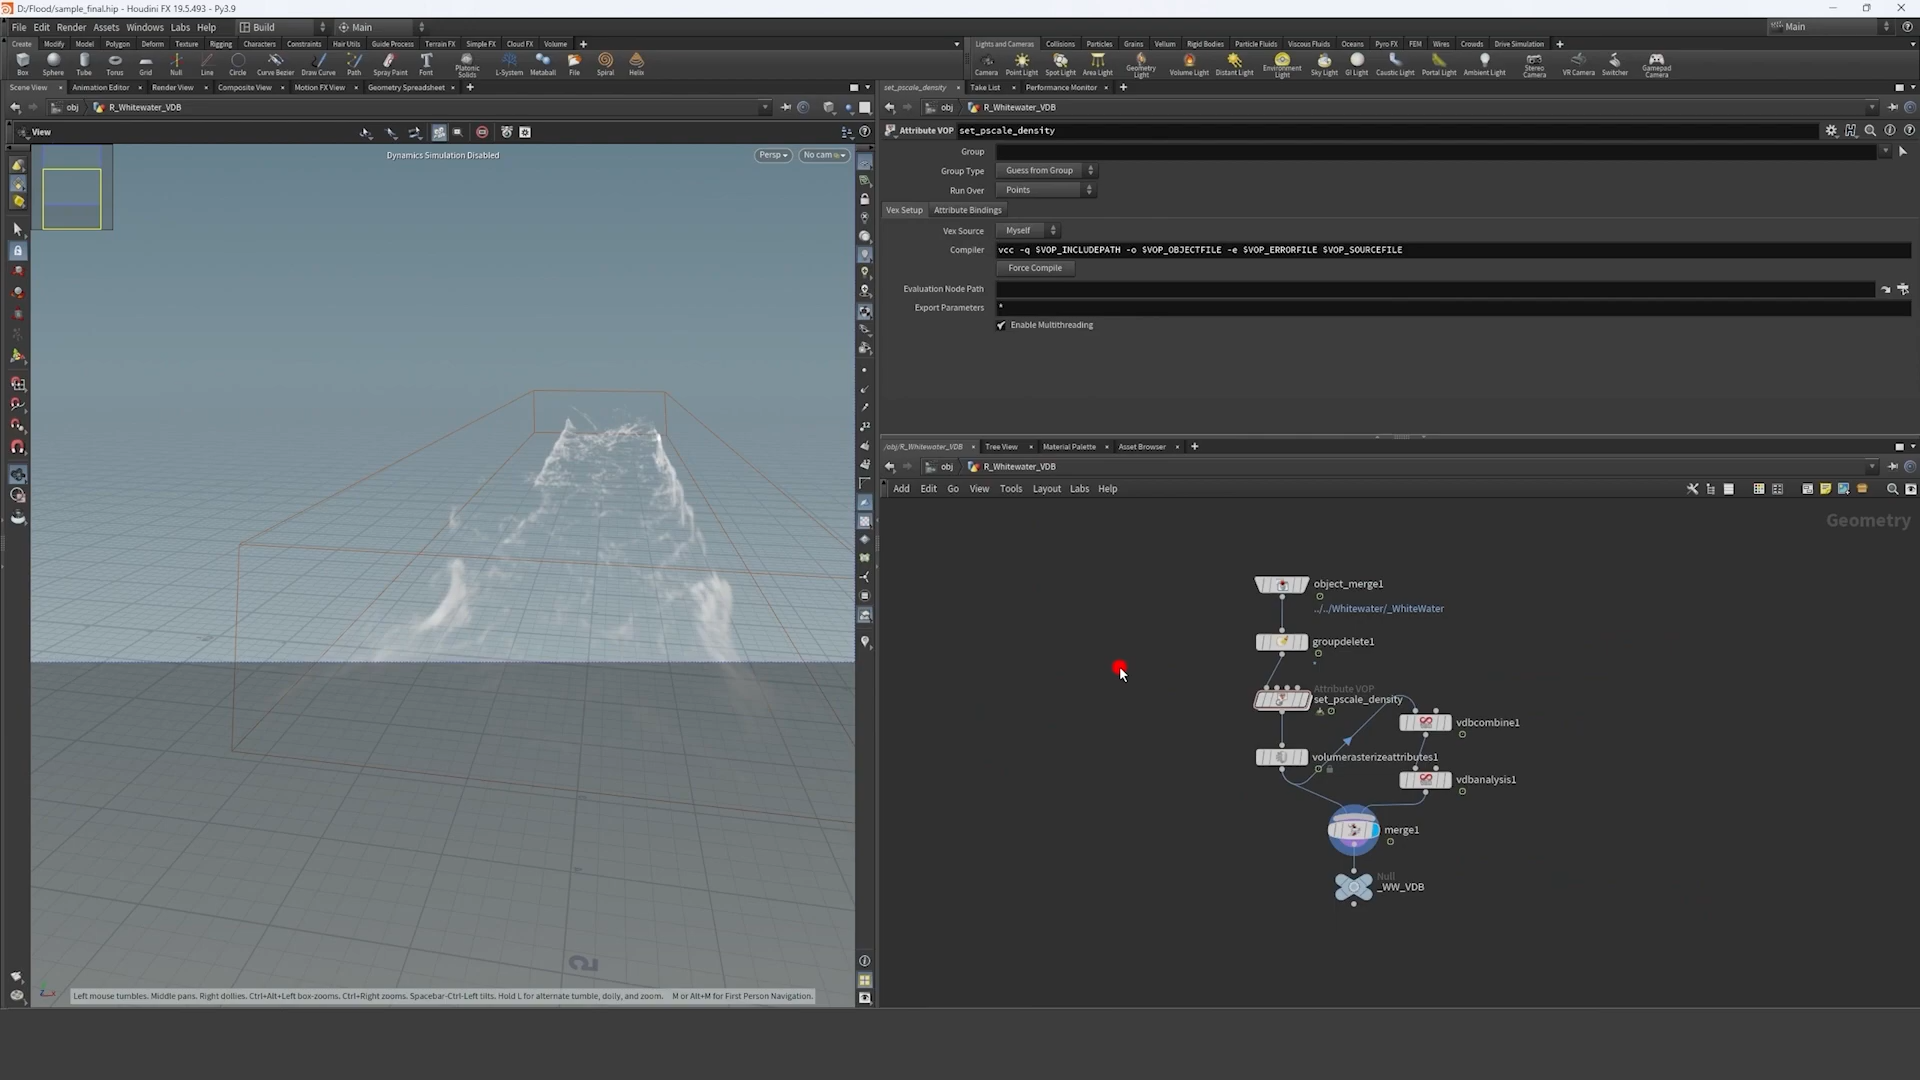 D:/Flood/sample_final.hip - Houdini FX 19.5.493 - Py3.9
File Edit Render Assets Windows Labs Help Build Main
Main
Create Modify Model Polygon Deform Texture Rigging Characters Constraints Hair Utils Guide Process Terrain FX Simple FX Cloud FX Volume
Box Sphere Tube Torus Grid Null Line Circle Curve Bezier Draw Curve Path Spray Paint Font Platonic Solids L-System Metaball File Spiral Helix
Lights and Cameras Collisions Particles Grains Vellum Rigid Bodies Particle Fluids Viscous Fluids Oceans Pyro FX FEM Wires Crowds Drive Simulation
Camera Point Light Spot Light Area Light Geometry Light Volume Light Distant Light Environment Light Sky Light GI Light Caustic Light Portal Light Ambient Light Stereo Camera VR Camera Switcher Gamepad Camera
Scene View Animation Editor Render View Composite View Motion FX View Geometry Spreadsheet
obj R_Whitewater_VDB
View
Dynamics Simulation Disabled
Persp No cam
5
Left mouse tumbles. Middle pans. Right dollies. Ctrl+Alt+Left box-zooms. Ctrl+Right zooms. Spacebar-Ctrl-Left tilts. Hold L for alternate tumble, dolly, and zoom. M or Alt+M for First Person Navigation.
set_pscale_density Take List Performance Monitor
obj R_Whitewater_VDB
Attribute VOP set_pscale_density
Group
Group Type Guess from Group
Run Over Points
Vex Setup Attribute Bindings
Vex Source Myself
Compiler vcc -q $VOP_INCLUDEPATH -o $VOP_OBJECTFILE -e $VOP_ERRORFILE $VOP_SOURCEFILE
Force Compile
Evaluation Node Path
Export Parameters *
Enable Multithreading
/obj/R_Whitewater_VDB Tree View Material Palette Asset Browser
obj R_Whitewater_VDB
Add Edit Go View Tools Layout Labs Help
Geometry
object_merge1
../../Whitewater/_WhiteWater
groupdelete1
*
Attribute VOP
set_pscale_density
vdbcombine1
volumerasterizeattributes1
vdbanalysis1
merge1
Null
_WW_VDB